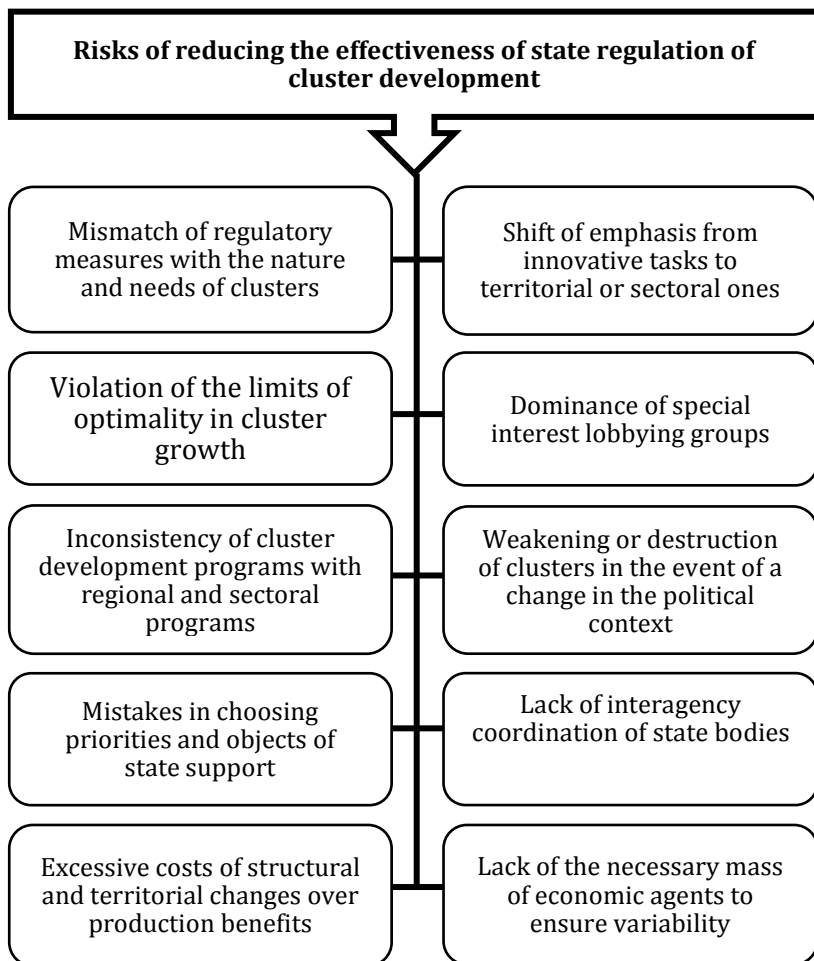 Risks of reducing the effectiveness of state regulation of
cluster development
Mismatch of regulatory
measures with the nature
and needs of clusters
Shift of emphasis from
innovative tasks to
territorial or sectoral ones
Violation of the limits of
optimality in cluster
growth
Dominance of special
interest lobbying groups
Inconsistency of cluster
development programs with
regional and sectoral
programs
Weakening or destruction
of clusters in the event of a
change in the political
context
Mistakes in choosing
priorities and objects of
state support
Lack of interagency
coordination of state bodies
Excessive costs of structural
and territorial changes over
production benefits
Lack of the necessary mass
of economic agents to
ensure variability